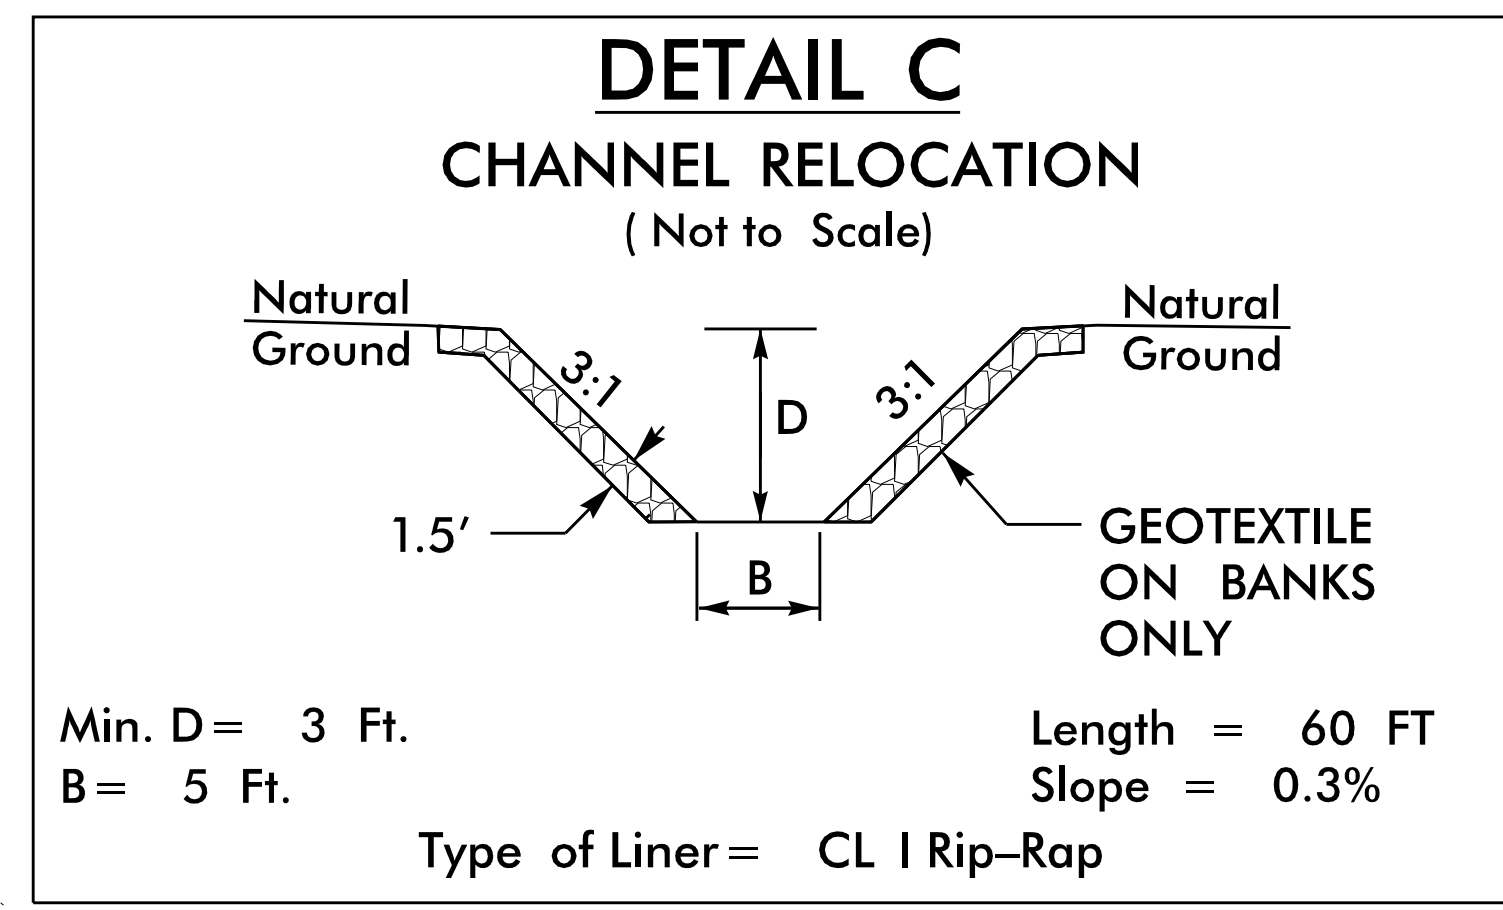 DETAIL C
CHANNEL RELOCATION
( Not to Scale)
Natural
Ground
Natural
Ground
3:1
3:1
D
1.5'
B
GEOTEXTILE
ON BANKS
ONLY
Min. D = 3 Ft.
B = 5 Ft.
Length = 60 FT
Slope = 0.3%
Type of Liner = CL I Rip–Rap